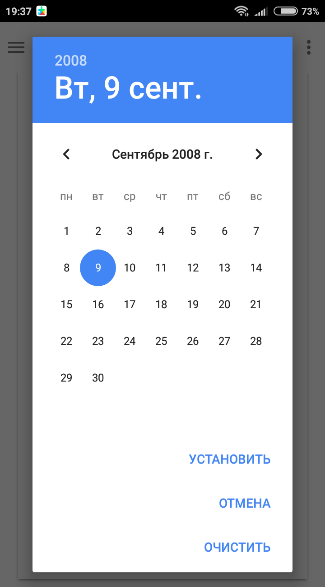 19:37
73%
2008
Вт, 9 сент.
Сентябрь 2008 г.
пн вт ср чт пт сб вс
1 2 3 4 5 6 7
8 9 10 11 12 13 14
15 16 17 18 19 20 21
22 23 24 25 26 27 28
29 30
УСТАНОВИТЬ
ОТМЕНА
ОЧИСТИТЬ